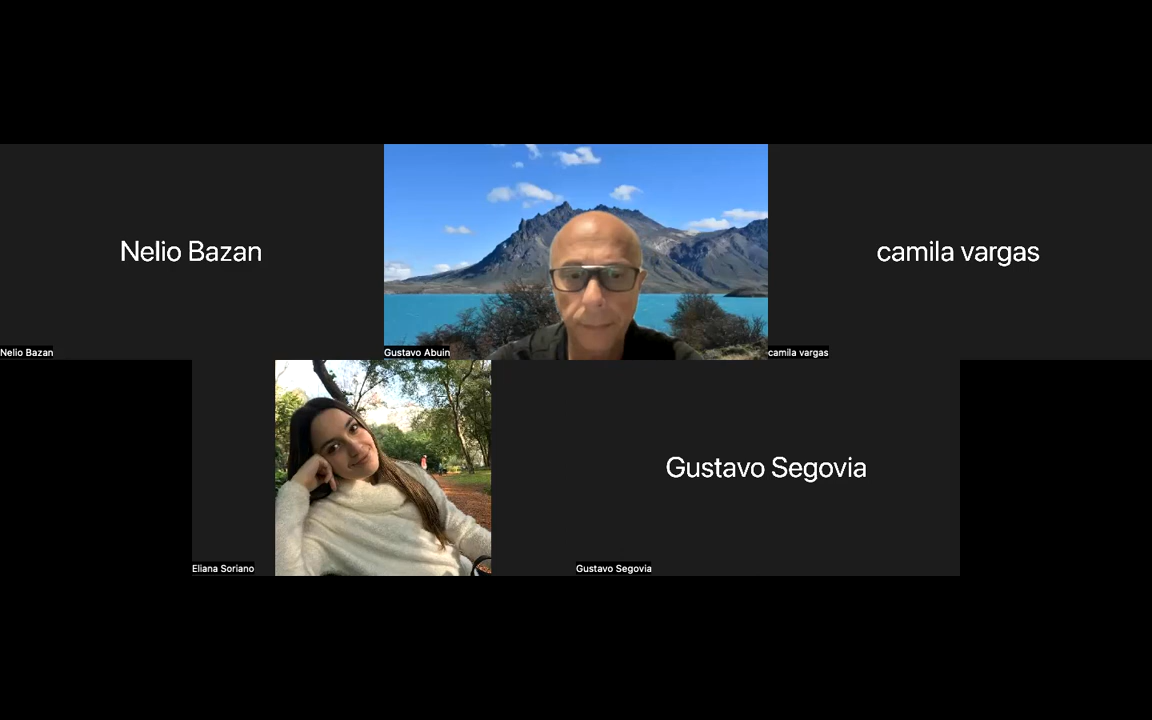 Nelio Bazan
camila vargas
Nelio Bazan
Gustavo Abuin
camila vargas
Gustavo Segovia
Eliana Soriano
Gustavo Segovia